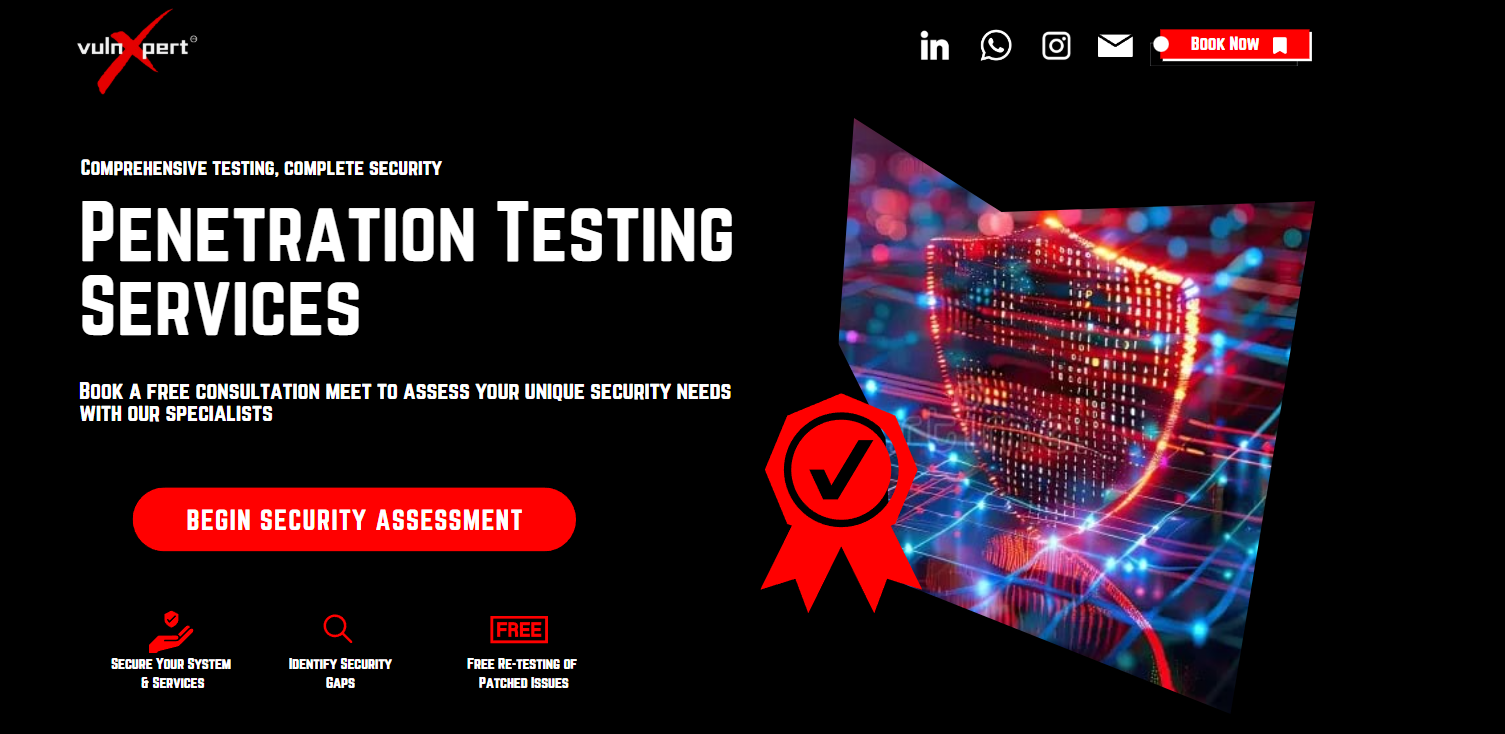 vulnXpert
Book Now
Comprehensive testing, complete security
Penetration Testing
Services
Book a free consultation meet to assess your unique security needs
with our specialists
BEGIN SECURITY ASSESSMENT
FREE
Secure Your System
& Services
Identify Security
Gaps
Free Re-testing of
Patched Issues